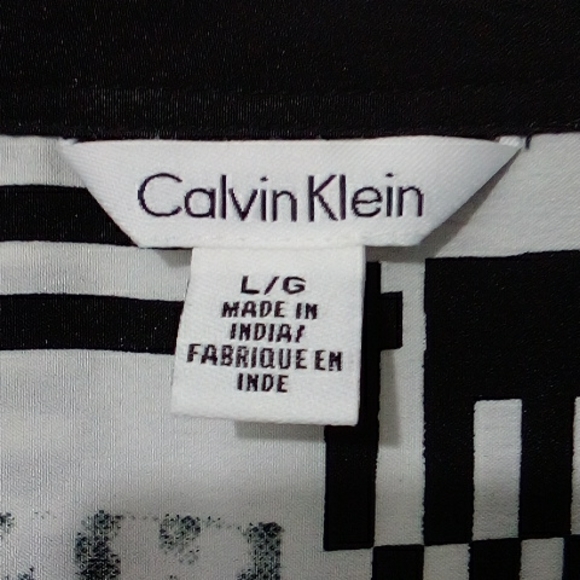 Calvin Klein
L/G
MADE IN
INDIA/
FABRIQUE EN
INDE